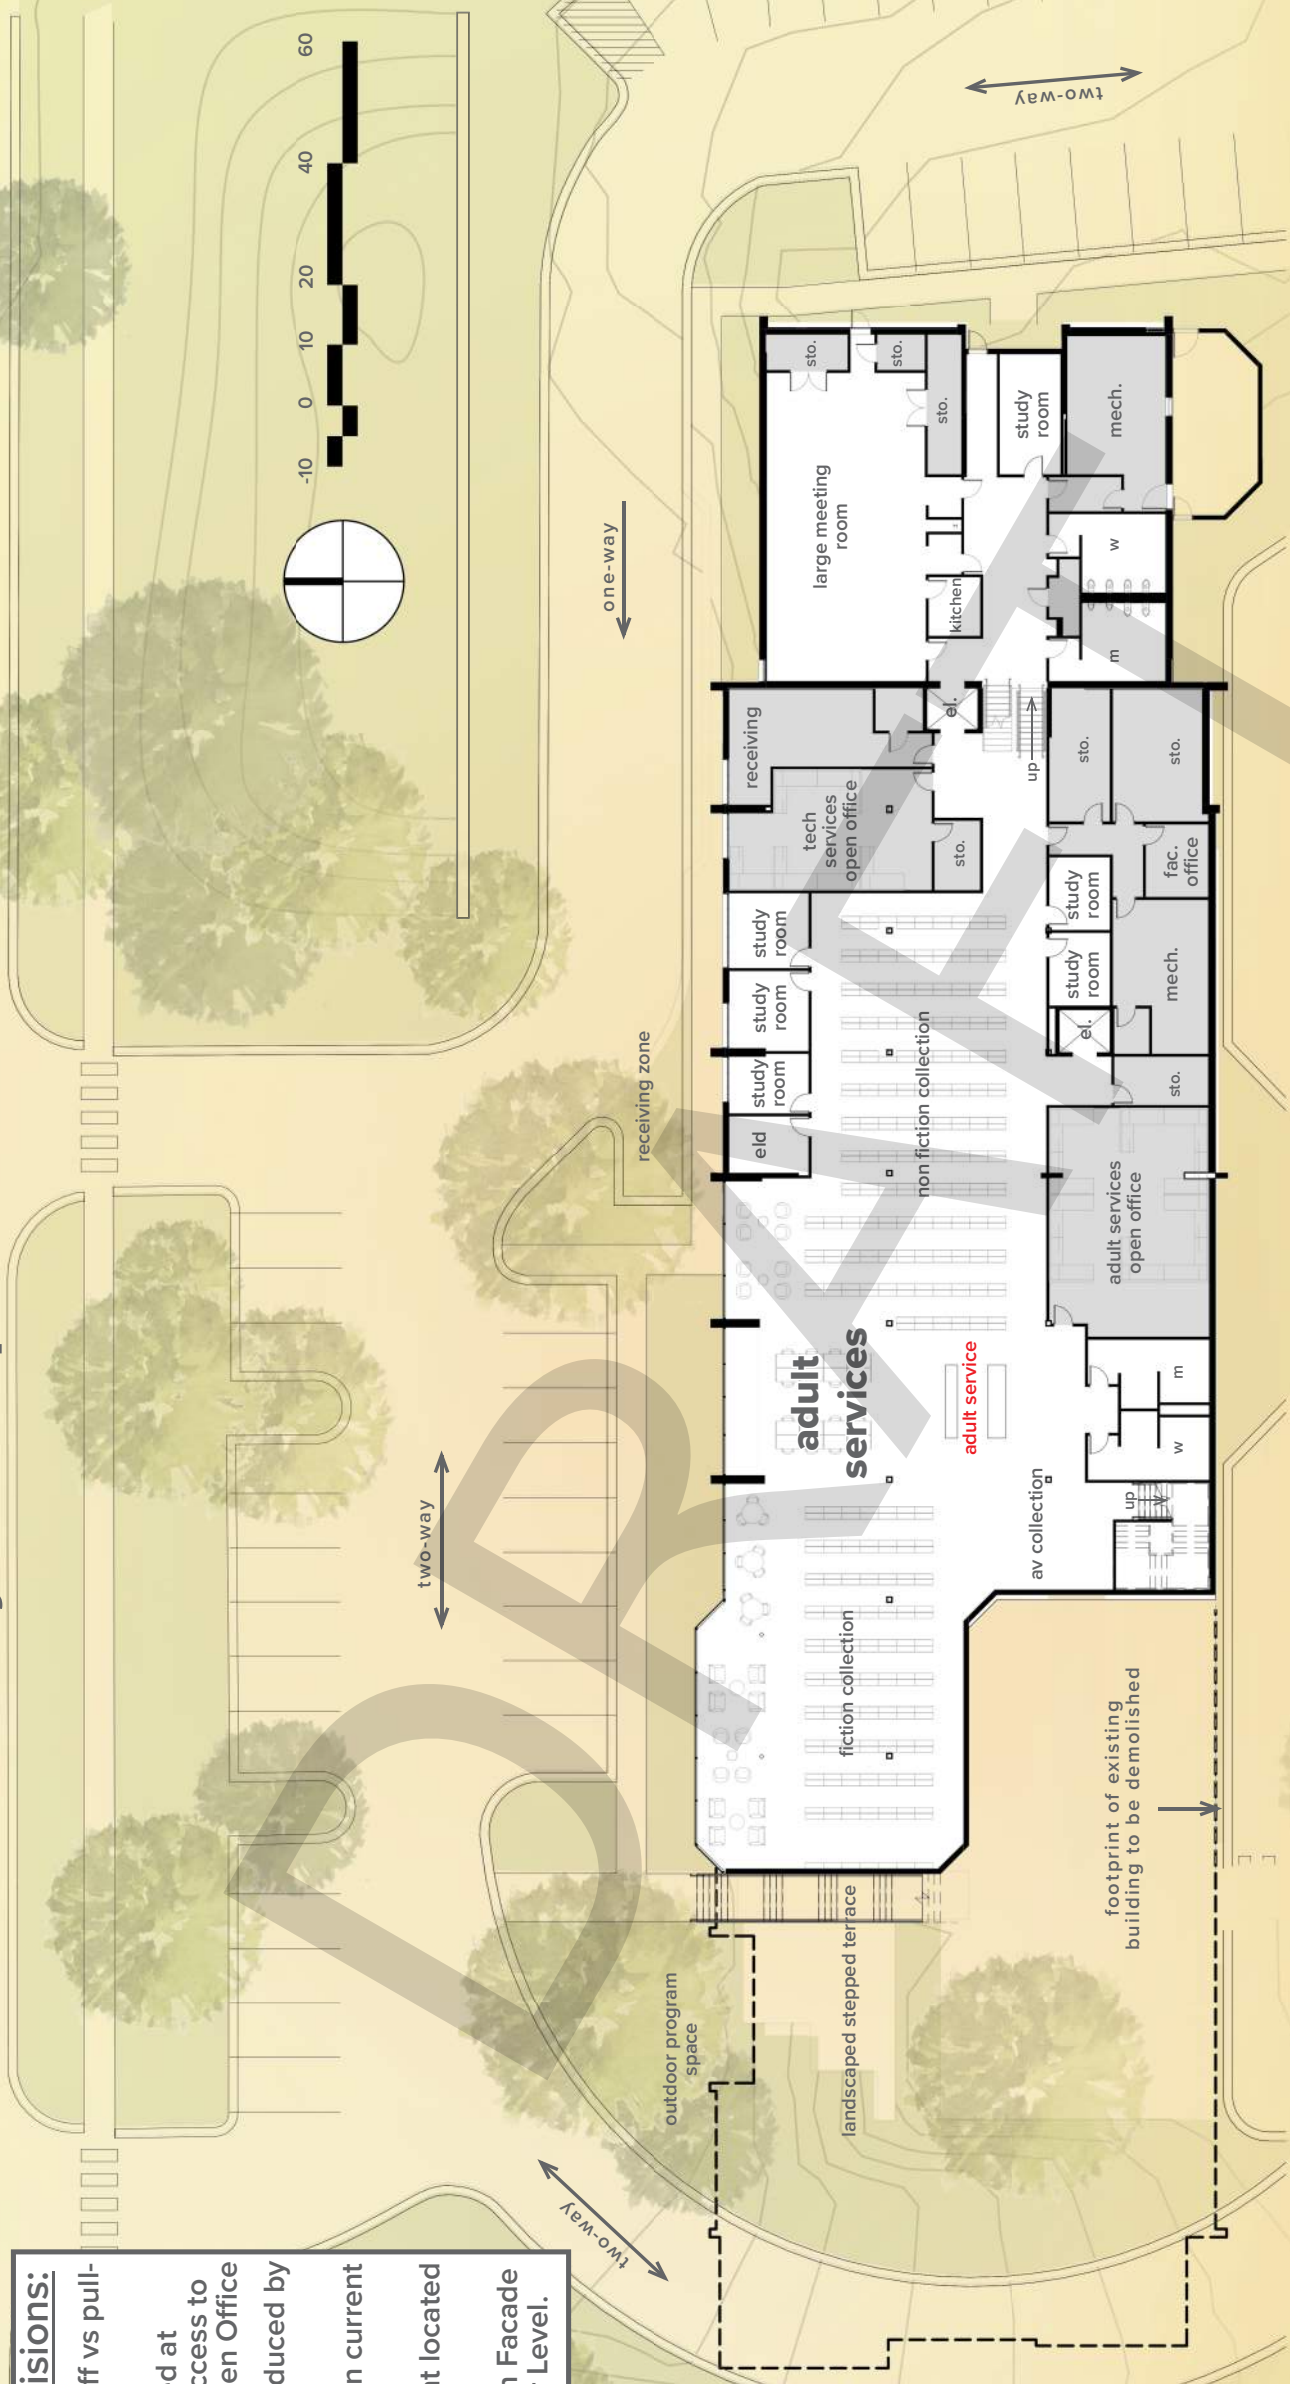 isions:
ff vs pull-
d at
ccess to
en Office
duced by
n current
nt located
n Facade
Level.
-10 0 10 20 40 60
two-way
one-way
two-way
two-way
receiving zone
outdoor program
space
landscaped stepped terrace
footprint of existing
building to be demolished
fiction collection
av collection
adult
services
adult service
non fiction collection
eld
study
room
study
room
study
room
tech
services
open office
receiving
sto.
el.
up
up
w
m
adult services
open office
sto.
el.
mech.
study
room
study
room
fac.
office
sto.
sto.
large meeting
room
kitchen
sto.
sto.
sto.
study
room
mech.
m
w
DRAFT